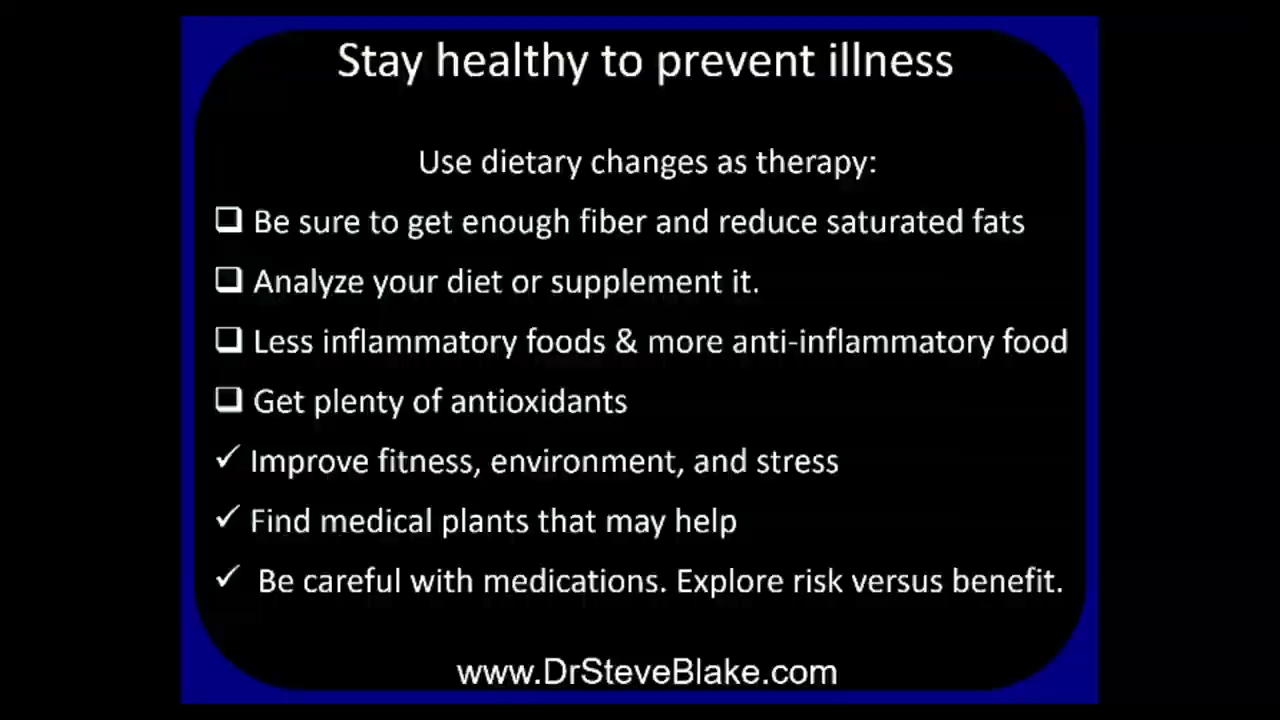 Stay healthy to prevent illness
Use dietary changes as therapy:
❑ Be sure to get enough fiber and reduce saturated fats
❑ Analyze your diet or supplement it.
❑ Less inflammatory foods & more anti-inflammatory food
❑ Get plenty of antioxidants
✓ Improve fitness, environment, and stress
✓ Find medical plants that may help
✓ Be careful with medications. Explore risk versus benefit.
www.DrSteveBlake.com